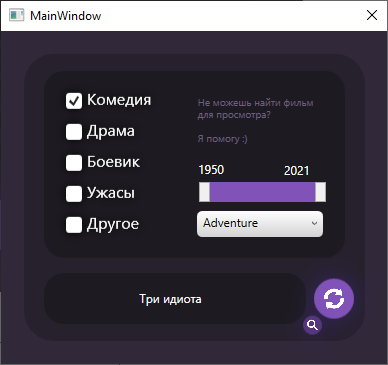 MainWindow
Комедия
Драма
Боевик
Ужасы
Другое
Не можешь найти фильм
для просмотра?
Я помогу :)
1950 2021
Adventure
Три идиота